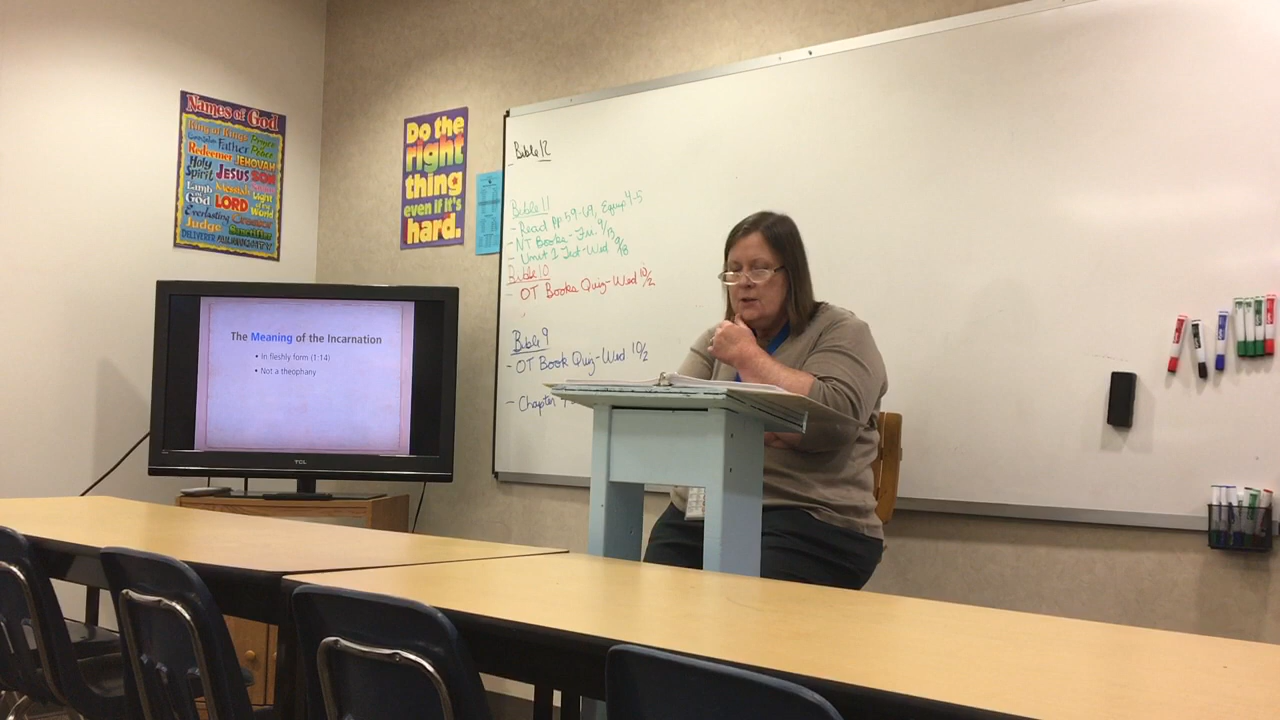 Names of God
King of Kings
Father
Redeemer JEHOVAH
Holy
Spirit JESUS SON
Lamb Messiah
of God LORD Light of the World
Everlasting Creator
Judge
DELIVERER
Do the
right
thing
even if it's
hard.
The Meaning of the Incarnation
• In fleshly form (1:14)
• Not a theophany
TCL
Bible 12
Bible 11
- Read pp. 59-69, Equip 4-5
- NT Books - Fri. 9/13
- Unit 1 Test - Wed 9/18
Bible 10
- OT Books Quiz - Wed 10/2
Bible 9
- OT Book Quiz - Wed 10/2
- Chapter